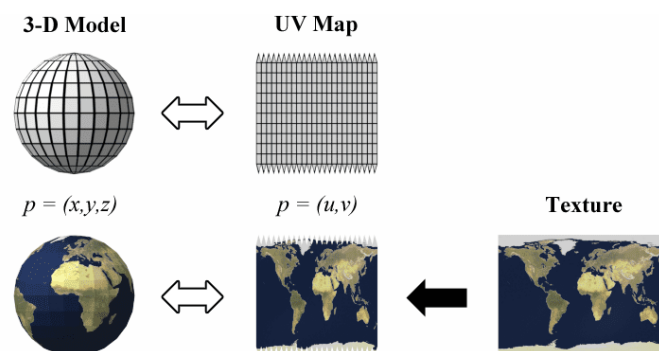 3-D Model
UV Map
p = (x,y,z)
p = (u,v)
Texture